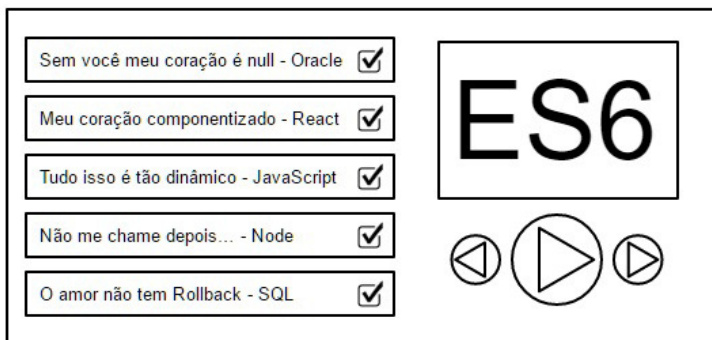 Sem você meu coração é null - Oracle
Meu coração componentizado - React
Tudo isso é tão dinâmico - JavaScript
Não me chame depois... - Node
O amor não tem Rollback - SQL
ES6